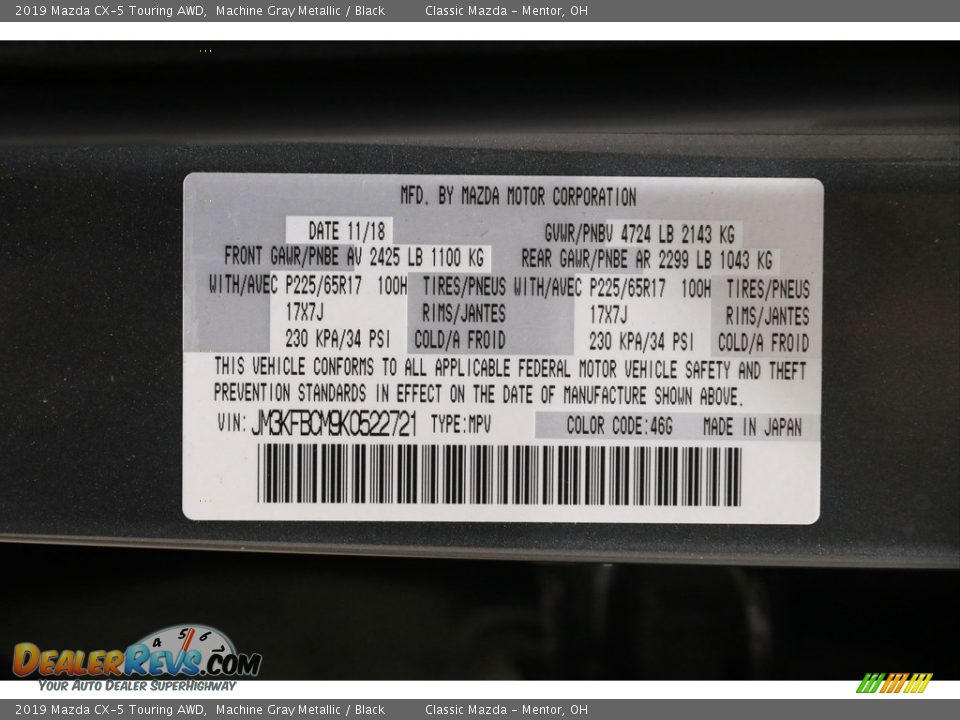 2019 Mazda CX-5 Touring AWD, Machine Gray Metallic / Black Classic Mazda - Mentor, OH
MFD. BY MAZDA MOTOR CORPORATION
DATE 11/18 GVWR/PNBV 4724 LB 2143 KG
FRONT GAWR/PNBE AV 2425 LB 1100 KG REAR GAWR/PNBE AR 2299 LB 1043 KG
WITH/AVEC P225/65R17 100H TIRES/PNEUS WITH/AVEC P225/65R17 100H TIRES/PNEUS
17X7J RIMS/JANTES 17X7J RIMS/JANTES
230 KPA/34 PSI COLD/A FROID 230 KPA/34 PSI COLD/A FROID
THIS VEHICLE CONFORMS TO ALL APPLICABLE FEDERAL MOTOR VEHICLE SAFETY AND THEFT
PREVENTION STANDARDS IN EFFECT ON THE DATE OF MANUFACTURE SHOWN ABOVE.
VIN: JM3KFBCM9K0522721 TYPE:MPV COLOR CODE:46G MADE IN JAPAN
4 5 6 7
DEALERREVS.COM
YOUR AUTO DEALER SUPERHIGHWAY
2019 Mazda CX-5 Touring AWD, Machine Gray Metallic / Black Classic Mazda - Mentor, OH